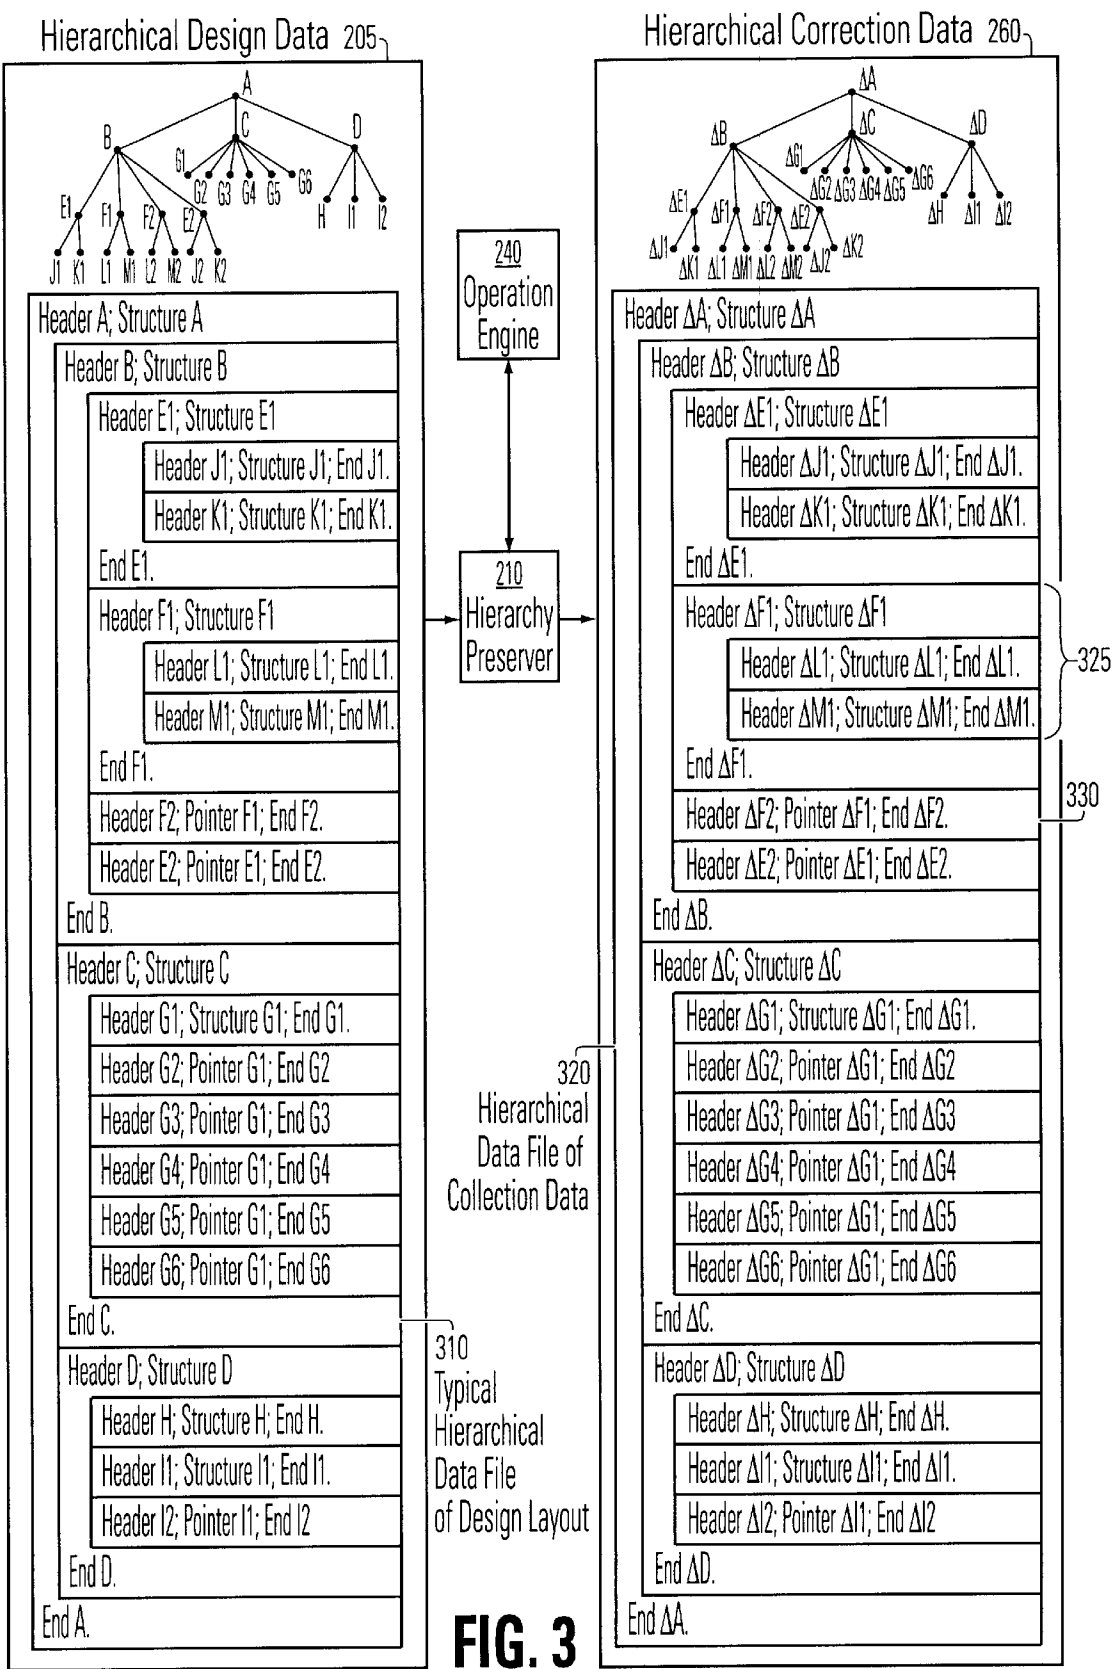 Hierarchical Design Data 205
A
B
C
D
G1
G2 G3 G4 G5
G6
E1
F1
F2
E2
H I1 I2
J1 K1 L1 M1 L2 M2 J2 K2
Header A; Structure A
Header B; Structure B
Header E1; Structure E1
Header J1; Structure J1; End J1.
Header K1; Structure K1; End K1.
End E1.
Header F1; Structure F1
Header L1; Structure L1; End L1.
Header M1; Structure M1; End M1.
End F1.
Header F2; Pointer F1; End F2.
Header E2; Pointer E1; End E2.
End B.
Header C; Structure C
Header G1; Structure G1; End G1.
Header G2; Pointer G1; End G2
Header G3; Pointer G1; End G3
Header G4; Pointer G1; End G4
Header G5; Pointer G1; End G5
Header G6; Pointer G1; End G6
End C.
Header D; Structure D
Header H; Structure H; End H.
Header I1; Structure I1; End I1.
Header I2; Pointer I1; End I2
End D.
End A.
310
Typical
Hierarchical
Data File
of Design Layout
240
Operation
Engine
210
Hierarchy
Preserver
Hierarchical Correction Data 260
ΔA
ΔB
ΔC
ΔD
ΔG1
ΔG2 ΔG3 ΔG4 ΔG5
ΔG6
ΔE1
ΔF1
ΔF2
ΔE2
ΔH ΔI1 ΔI2
ΔJ1
ΔK1 ΔL1 ΔM1 ΔL2 ΔM2 ΔJ2
ΔK2
Header ΔA; Structure ΔA
Header ΔB; Structure ΔB
Header ΔE1; Structure ΔE1
Header ΔJ1; Structure ΔJ1; End ΔJ1.
Header ΔK1; Structure ΔK1; End ΔK1.
End ΔE1.
Header ΔF1; Structure ΔF1
Header ΔL1; Structure ΔL1; End ΔL1.
Header ΔM1; Structure ΔM1; End ΔM1.
325
End ΔF1.
Header ΔF2; Pointer ΔF1; End ΔF2.
330
Header ΔE2; Pointer ΔE1; End ΔE2.
End ΔB.
Header ΔC; Structure ΔC
Header ΔG1; Structure ΔG1; End ΔG1.
Header ΔG2; Pointer ΔG1; End ΔG2
Header ΔG3; Pointer ΔG1; End ΔG3
Header ΔG4; Pointer ΔG1; End ΔG4
Header ΔG5; Pointer ΔG1; End ΔG5
Header ΔG6; Pointer ΔG1; End ΔG6
End ΔC.
Header ΔD; Structure ΔD
Header ΔH; Structure ΔH; End ΔH.
Header ΔI1; Structure ΔI1; End ΔI1.
Header ΔI2; Pointer ΔI1; End ΔI2
End ΔD.
End ΔA.
320
Hierarchical
Data File of
Collection Data
FIG. 3